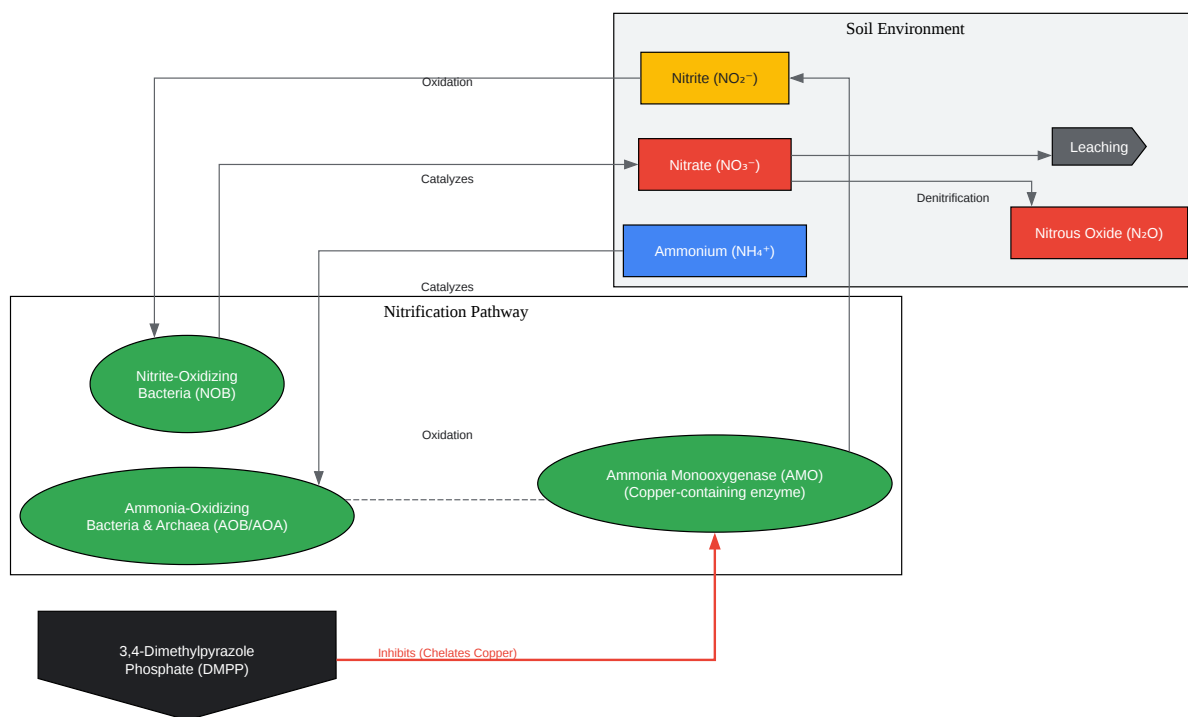 Soil Environment
Oxidation
Nitrite (NO₂⁻)
Leaching
Nitrate (NO₃⁻)
Catalyzes
Denitrification
Nitrous Oxide (N₂O)
Ammonium (NH₄⁺)
Catalyzes
Nitrification Pathway
Nitrite-Oxidizing
Bacteria (NOB)
Oxidation
Ammonia Monooxygenase (AMO)
(Copper-containing enzyme)
Ammonia-Oxidizing
Bacteria & Archaea (AOB/AOA)
3,4-Dimethylpyrazole
Phosphate (DMPP)
Inhibits (Chelates Copper)